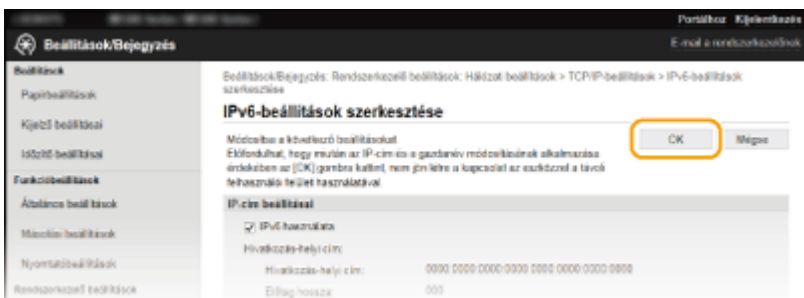 Portálhoz Kijelentkezés
Beállítások/Bejegyzés
E-mail a rendszerkezelőnek
Beállítások
Papírbeállítások
Kijelző beállításai
Időzítő beállításai
Funkcióbeállítások
Általános beállítások
Másolási beállítások
Nyomtatóbeállítások
Rendszerkezelő beállítások
Beállítások/Bejegyzés: Rendszerkezelő beállítások: Hálózat beállítások > TCP/IP-beállítások > IPv6-beállítások
szerkesztése
IPv6-beállítások szerkesztése
Módosítsa a következő beállításokat.
OK Mégse
Előfordulhat, hogy miután az IP-cím és a gazdanév módosításának alkalmazása
érdekében az [OK] gombra kattint, nem jön létre a kapcsolat az eszközzel a távoli
felhasználói felület használatával.
IP-cím beállításai
IPv6 használata
Hivatkozás-helyi cím:
Hivatkozás-helyi cím: 0000:0000:0000:0000:0000:0000:0000:0000
Előtag hossza: 000